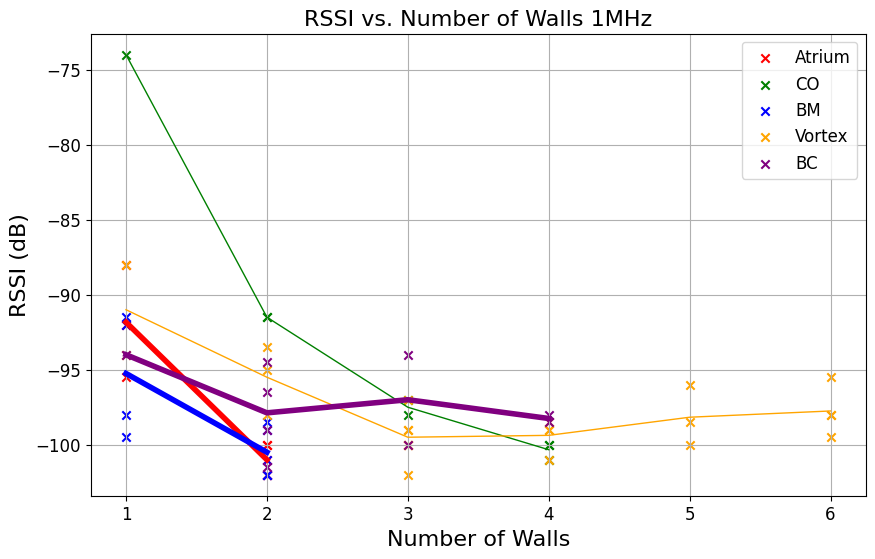 RSSI vs. Number of Walls 1MHz
Atrium
CO
BM
Vortex
BC
−75
−80
−85
−90
−95
−100
RSSI (dB)
1 2 3 4 5 6
Number of Walls